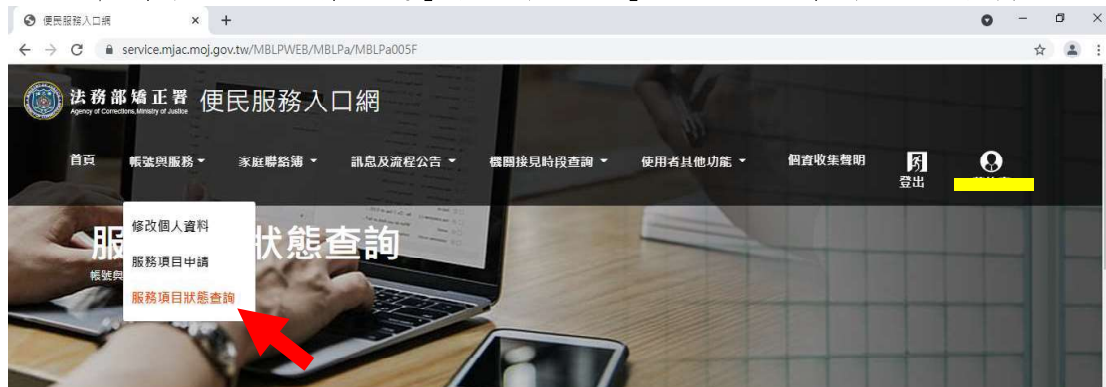 便民服務入口網
service.mjac.moj.gov.tw/MBLPWEB/MBLPa/MBLPa005F
法務部矯正署 便民服務入口網
Agency of Corrections, Ministry of Justice
首頁 帳號與服務 家庭聯絡簿 訊息及流程公告 機關接見時段查詢 使用者其他功能 個資收集聲明 登出
修改個人資料
服 狀態查詢
服務項目申請
帳號與
服務項目狀態查詢